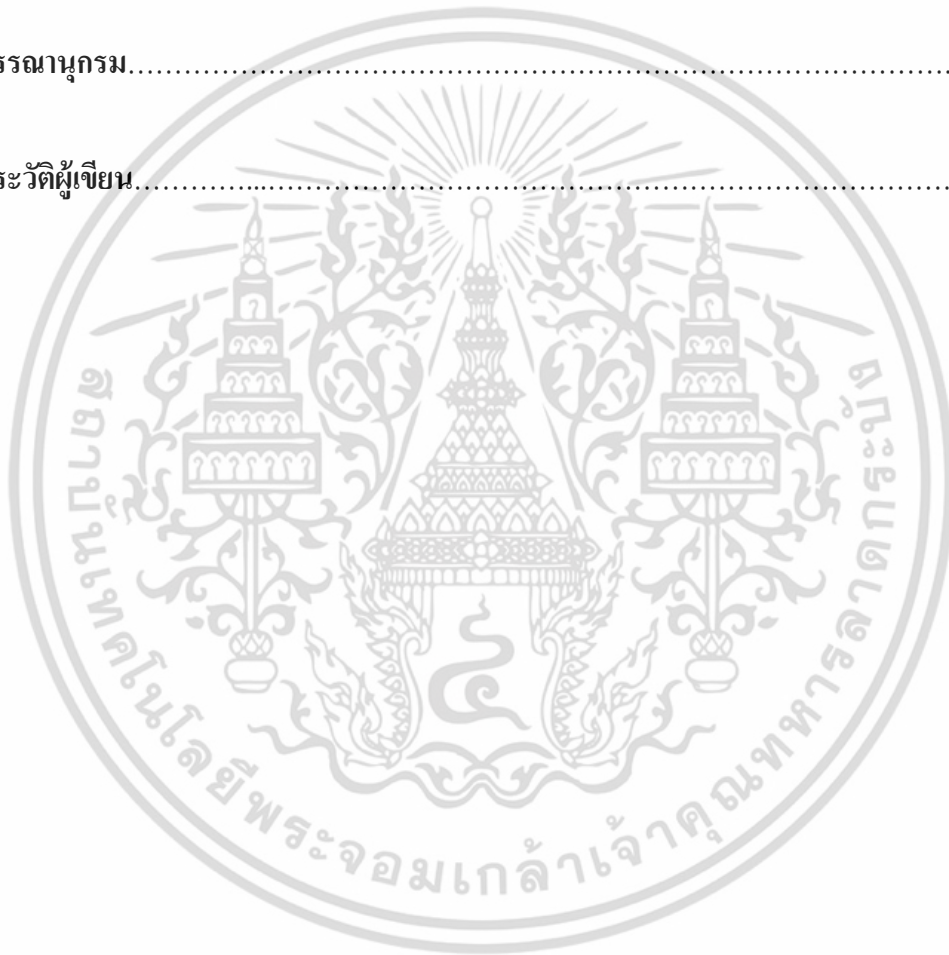 รรณานุกรม……………………………………………………………………………
ระวัติผู้เขียน…………....………………………………………………………………
สถาบันเทคโนโลยีพระจอมเกล้าเจ้าคุณทหารลาดกระบัง
๔